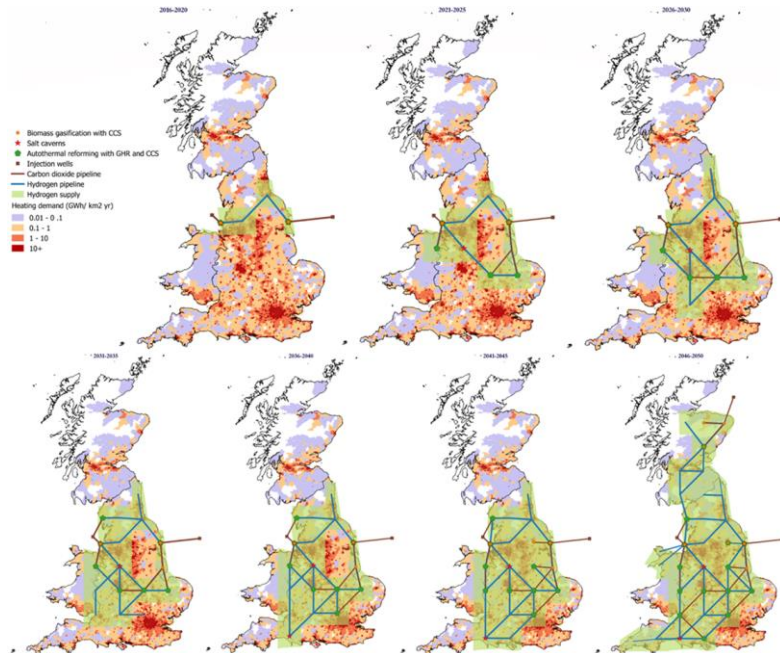 2016-2020
2021-2025
2026-2030
Biomass gasification with CCS
Salt caverns
Autothermal reforming with GHR and CCS
Injection wells
Carbon dioxide pipeline
Hydrogen pipeline
Hydrogen supply
Heating demand (GWh/ km2 yr)
0.01 - 0 .1
0.1 - 1
1 - 10
10+
2031-2035
2036-2040
2041-2045
2046-2050